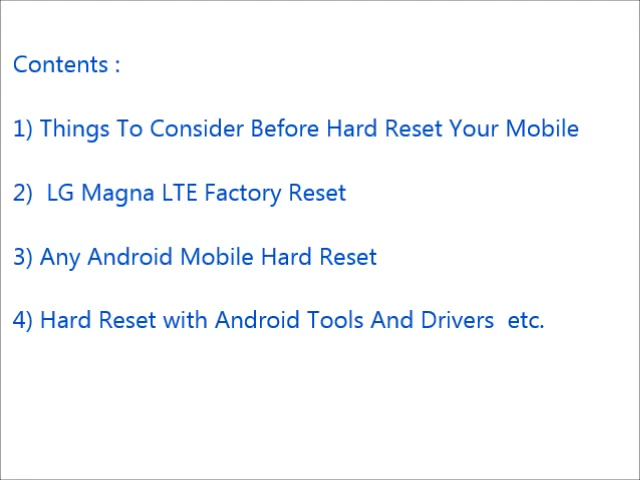 Contents :
1) Things To Consider Before Hard Reset Your Mobile
2)  LG Magna LTE Factory Reset
3) Any Android Mobile Hard Reset
4) Hard Reset with Android Tools And Drivers  etc.